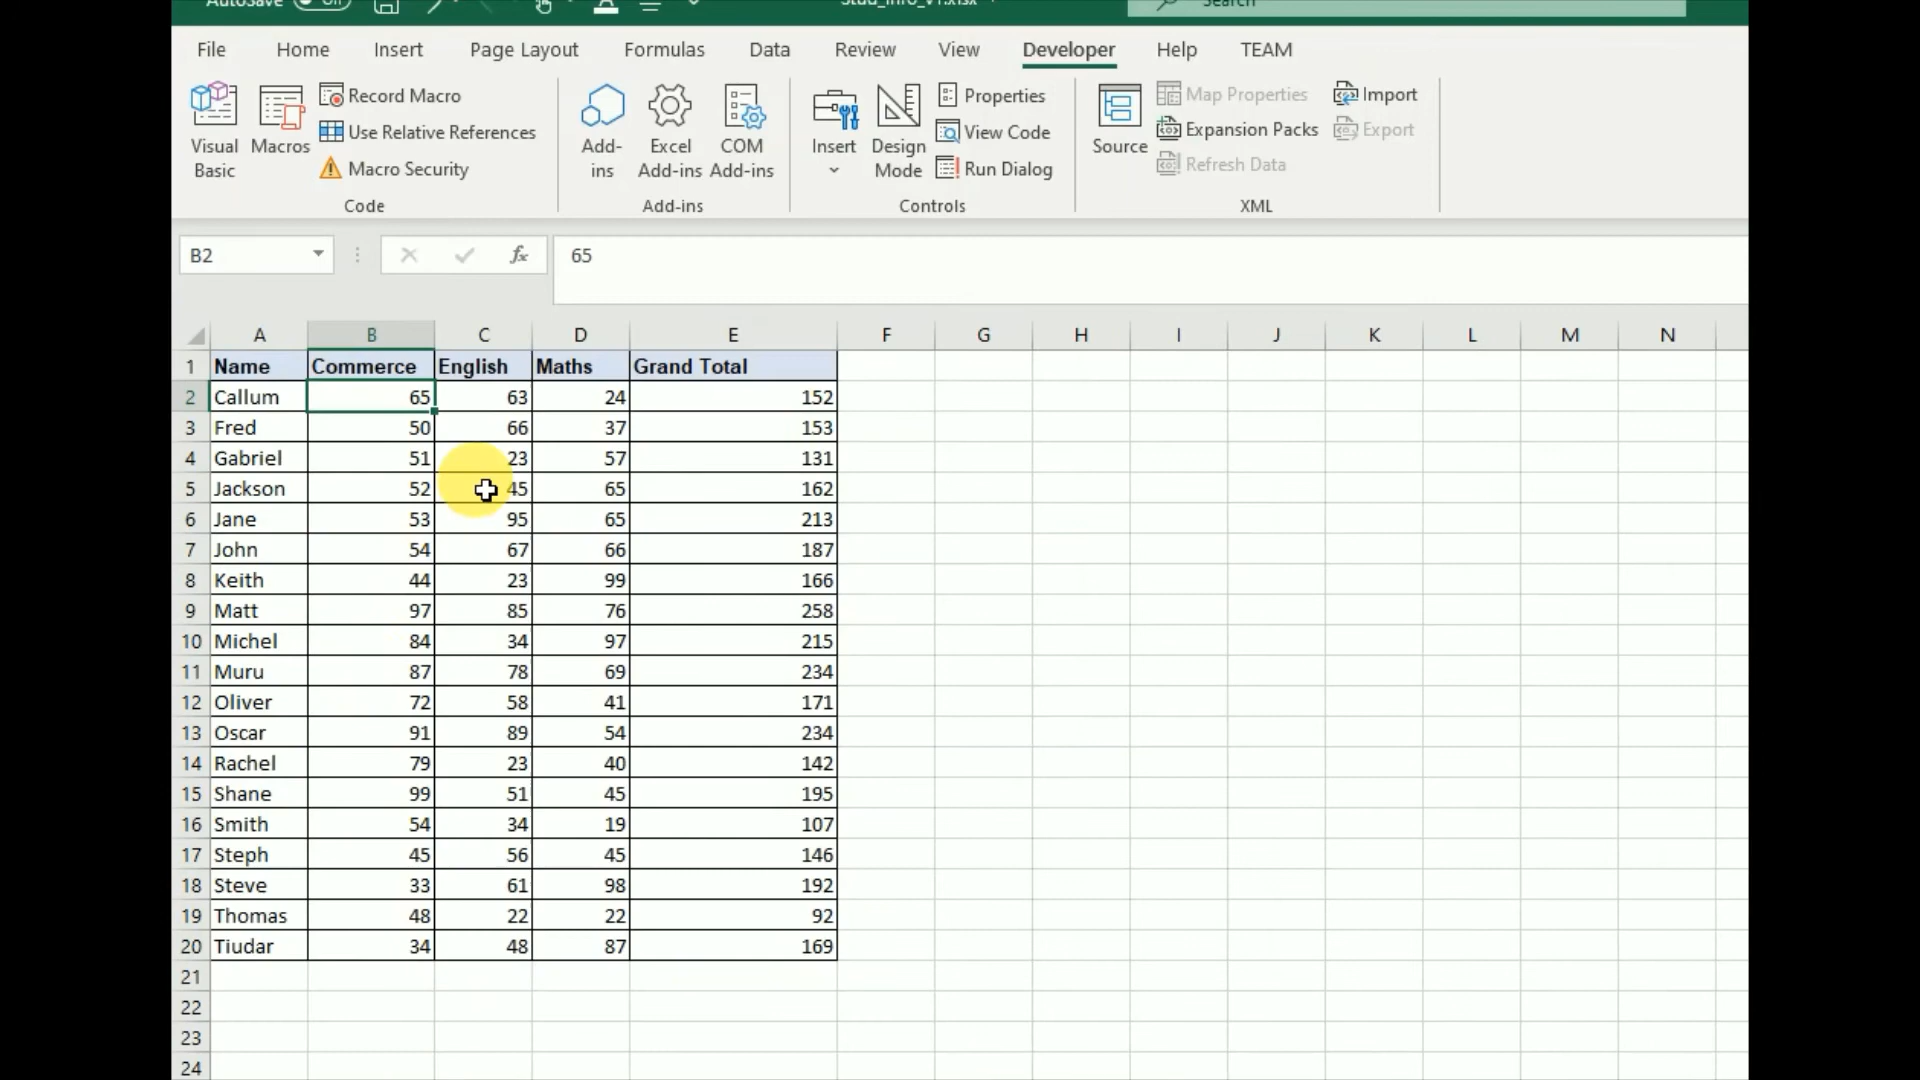 AutoSave Off Stud_Info_V1.xlsx Search
File Home Insert Page Layout Formulas Data Review View Developer Help TEAM
Visual Basic
Macros
Record Macro
Use Relative References
Macro Security
Code
Add-ins
Excel Add-ins
COM Add-ins
Add-ins
Insert
Design Mode
Properties
View Code
Run Dialog
Controls
Source
Map Properties
Expansion Packs
Refresh Data
Import
Export
XML
B2 fx 65
A B C D E F G H I J K L M N
1 Name Commerce English Maths Grand Total
2 Callum 65 63 24 152
3 Fred 50 66 37 153
4 Gabriel 51 23 57 131
5 Jackson 52 45 65 162
6 Jane 53 95 65 213
7 John 54 67 66 187
8 Keith 44 23 99 166
9 Matt 97 85 76 258
10 Michel 84 34 97 215
11 Muru 87 78 69 234
12 Oliver 72 58 41 171
13 Oscar 91 89 54 234
14 Rachel 79 23 40 142
15 Shane 99 51 45 195
16 Smith 54 34 19 107
17 Steph 45 56 45 146
18 Steve 33 61 98 192
19 Thomas 48 22 22 92
20 Tiudar 34 48 87 169
21
22
23
24